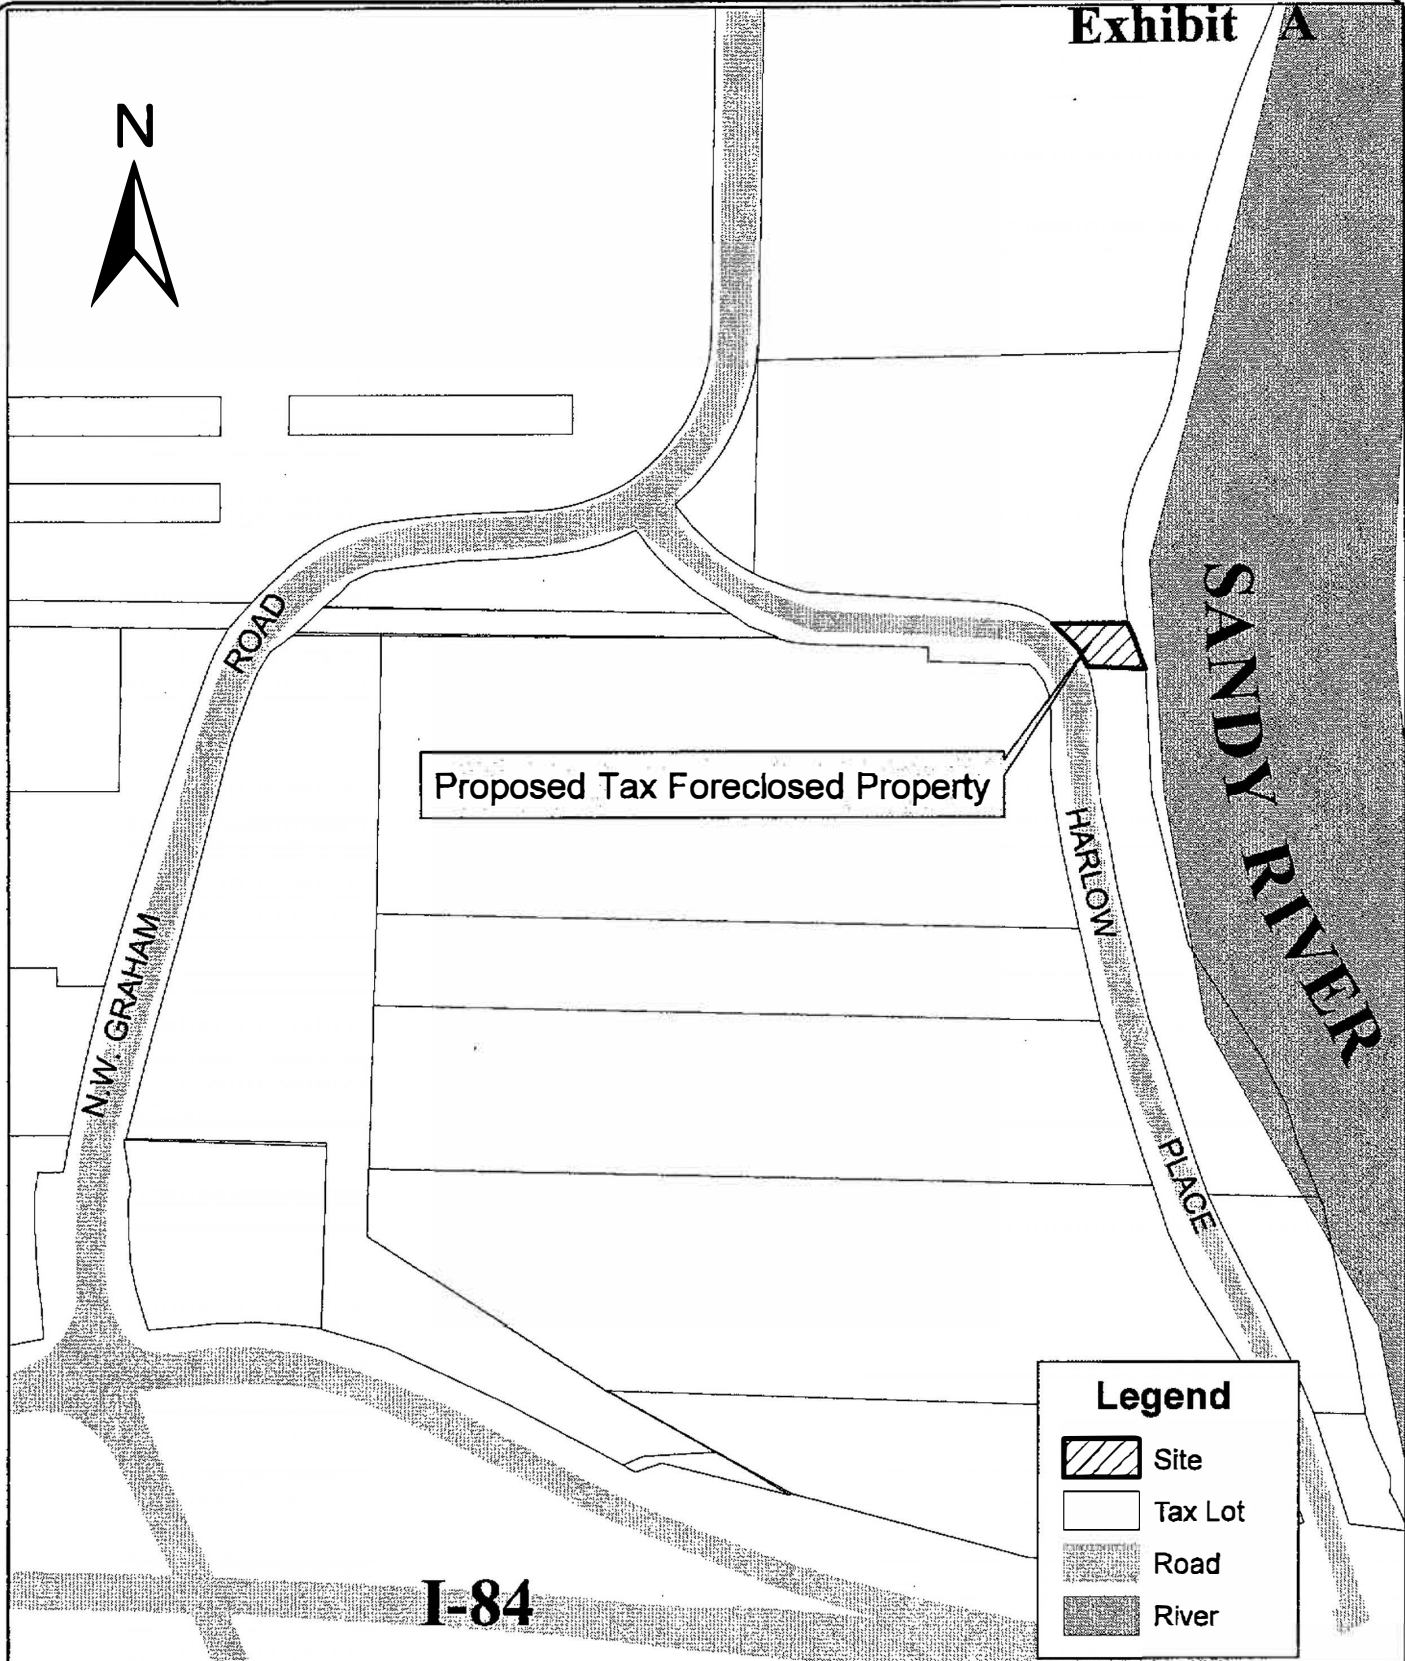 Exhibit A
N
ROAD
SANDY RIVER
Proposed Tax Foreclosed Property
HARLOW
N.W. GRAHAM
PLACE
Legend
Site
Tax Lot
Road
River
I-84